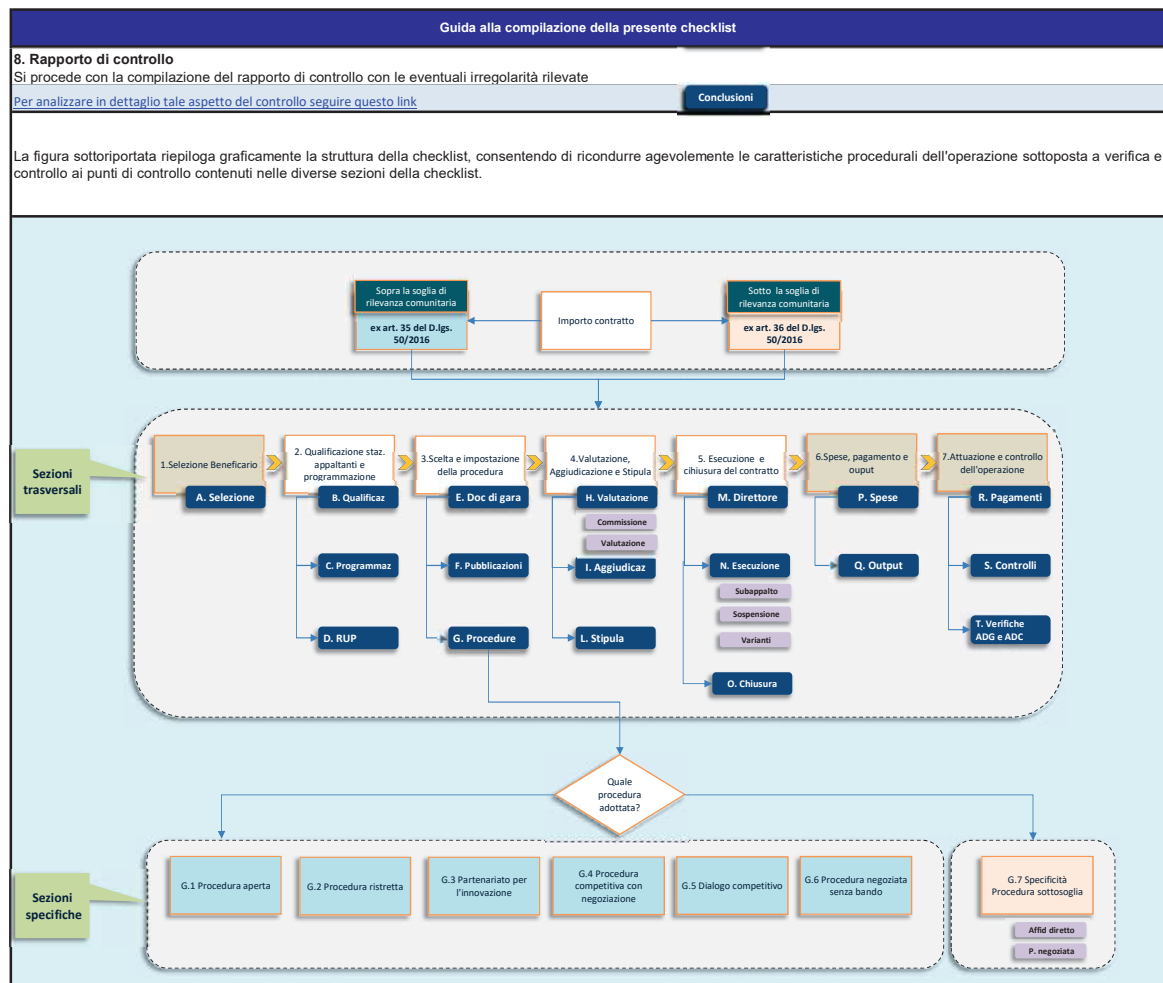 Guida alla compilazione della presente checklist
8. Rapporto di controllo
Si procede con la compilazione del rapporto di controllo con le eventuali irregolarità rilevate
Per analizzare in dettaglio tale aspetto del controllo seguire questo link
Conclusioni
La figura sottoriportata riepiloga graficamente la struttura della checklist, consentendo di ricondurre agevolmente le caratteristiche procedurali dell'operazione sottoposta a verifica e
controllo ai punti di controllo contenuti nelle diverse sezioni della checklist.
Sopra la soglia di
rilevanza comunitaria
ex art. 35 del D.lgs.
50/2016
Importo contratto
Sotto la soglia di
rilevanza comunitaria
ex art. 36 del D.lgs.
50/2016
Sezioni
trasversali
1.Selezione Beneficario
2. Qualificazione staz.
appaltanti e
programmazione
3.Scelta e impostazione
della procedura
4.Valutazione,
Aggiudicazione e Stipula
5. Esecuzione e
cihiusura del contratto
6.Spese, pagamento e
ouput
7.Attuazione e controllo
dell'operazione
A. Selezione
B. Qualificaz
E. Doc di gara
H. Valutazione
M. Direttore
P. Spese
R. Pagamenti
Commissione
Valutazione
C. Programmaz
F. Pubblicazioni
I. Aggiudicaz
N. Esecuzione
Q. Output
S. Controlli
Subappalto
Sospensione
Varianti
D. RUP
G. Procedure
L. Stipula
T. Verifiche
ADG e ADC
O. Chiusura
Quale
procedura
adottata?
Sezioni
specifiche
G.1 Procedura aperta
G.2 Procedura ristretta
G.3 Partenariato per
l'innovazione
G.4 Procedura
competitiva con
negoziazione
G.5 Dialogo competitivo
G.6 Procedura negoziata
senza bando
G.7 Specificità
Procedura sottosoglia
Affid diretto
P. negoziata